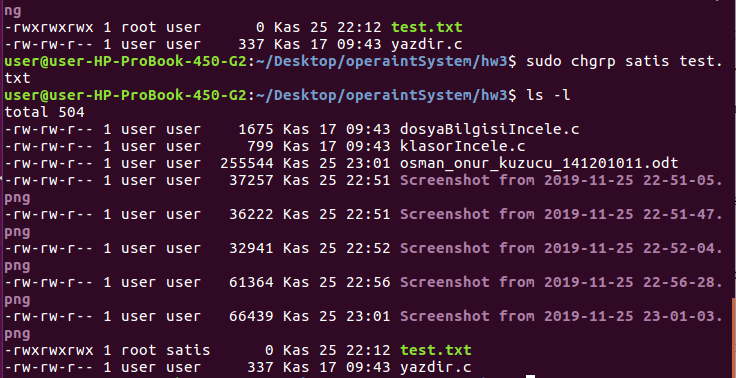 ng
-rwxrwxrwx 1 root user     0 Kas 25 22:12 test.txt
-rw-rw-r-- 1 user user   337 Kas 17 09:43 yazdir.c
user@user-HP-ProBook-450-G2:~/Desktop/operaintSystem/hw3$ sudo chgrp satis test.
txt
user@user-HP-ProBook-450-G2:~/Desktop/operaintSystem/hw3$ ls -l
total 504
-rw-rw-r-- 1 user user    1675 Kas 17 09:43 dosyaBilgisiIncele.c
-rw-rw-r-- 1 user user     799 Kas 17 09:43 klasorIncele.c
-rw-rw-r-- 1 user user  255544 Kas 25 23:01 osman_onur_kuzucu_141201011.odt
-rw-rw-r-- 1 user user   37257 Kas 25 22:51 Screenshot from 2019-11-25 22-51-05.
png
-rw-rw-r-- 1 user user   36222 Kas 25 22:51 Screenshot from 2019-11-25 22-51-47.
png
-rw-rw-r-- 1 user user   32941 Kas 25 22:52 Screenshot from 2019-11-25 22-52-04.
png
-rw-rw-r-- 1 user user   61364 Kas 25 22:56 Screenshot from 2019-11-25 22-56-28.
png
-rw-rw-r-- 1 user user   66439 Kas 25 23:01 Screenshot from 2019-11-25 23-01-03.
png
-rwxrwxrwx 1 root satis      0 Kas 25 22:12 test.txt
-rw-rw-r-- 1 user user     337 Kas 17 09:43 yazdir.c